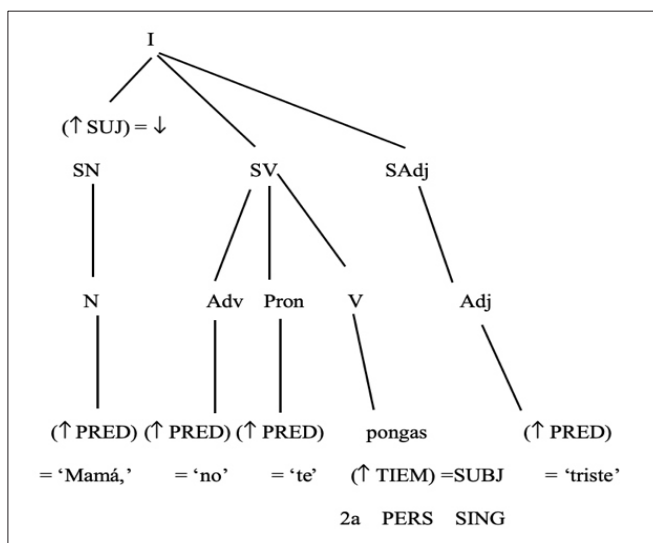 I
(↑ SUJ) = ↓
SN SV SAdj
N Adv Pron V Adj
(↑ PRED) (↑ PRED) (↑ PRED) pongas (↑ PRED)
= ‘Mamá,’ = ‘no’ = ‘te’ (↑ TIEM) =SUBJ = ‘triste’
2a PERS SING